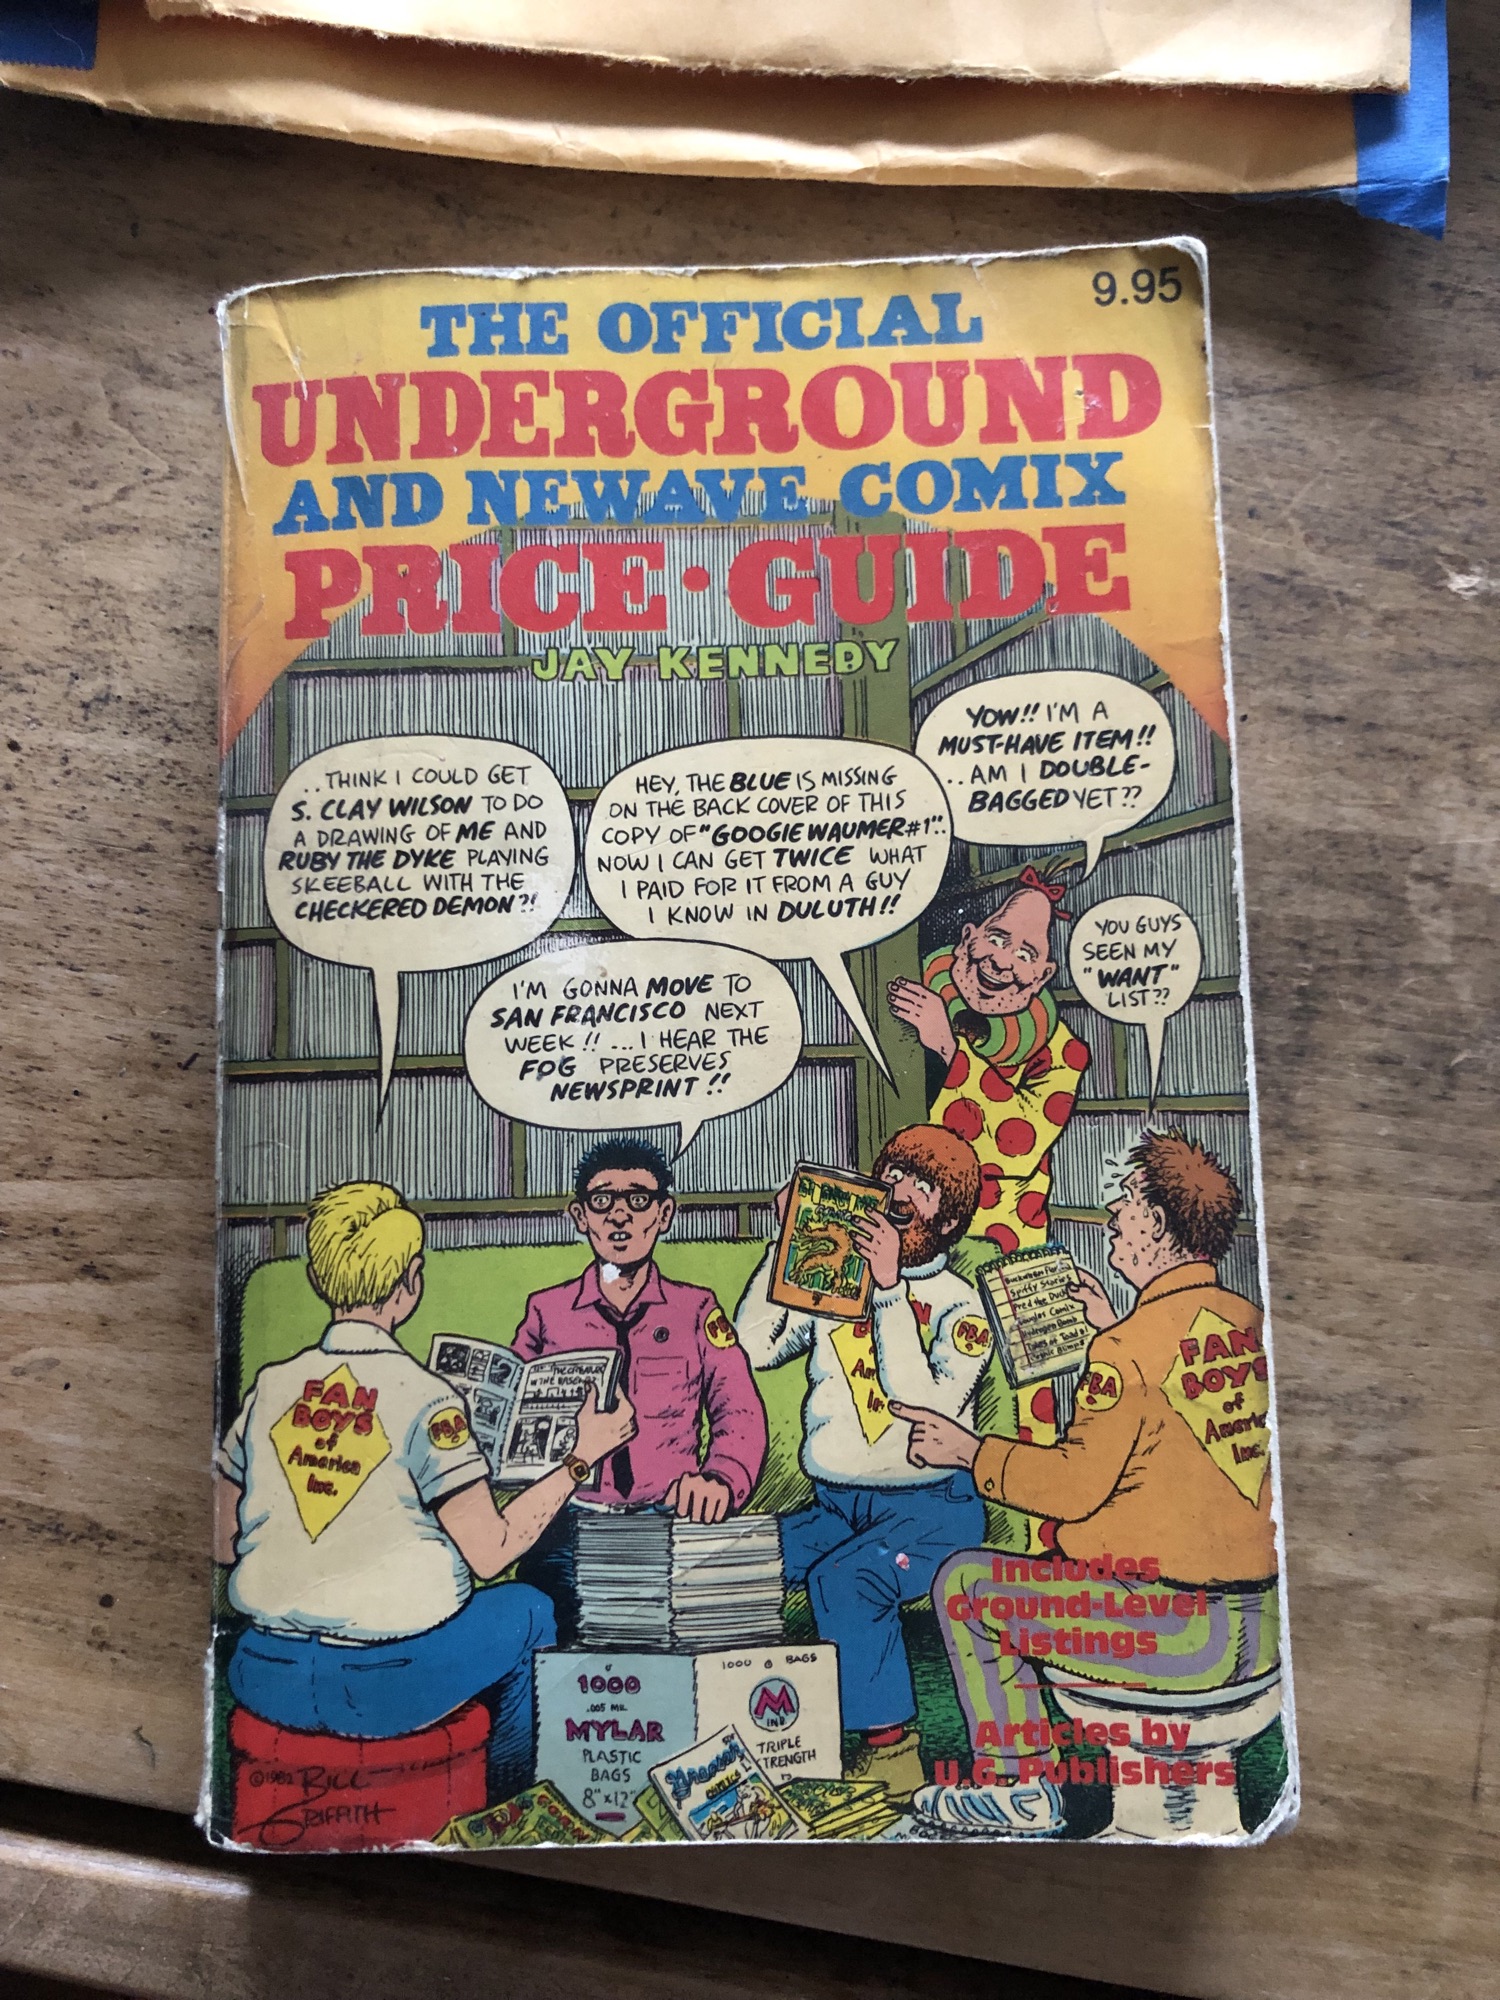 9.95
THE OFFICIAL
UNDERGROUND
AND NEWAVE COMIX
PRICE•GUIDE
JAY KENNEDY
..THINK I COULD GET
S. CLAY WILSON TO DO
A DRAWING OF ME AND
RUBY THE DYKE PLAYING
SKEEBALL WITH THE
CHECKERED DEMON?!
HEY, THE BLUE IS MISSING
ON THE BACK COVER OF THIS
COPY OF "GOOGIE WAUMER #1"..
NOW I CAN GET TWICE WHAT
I PAID FOR IT FROM A GUY
I KNOW IN DULUTH!!
YOW!! I'M A
MUST-HAVE ITEM!!
..AM I DOUBLE-
BAGGED YET??
I'M GONNA MOVE TO
SAN FRANCISCO NEXT
WEEK!! ...I HEAR THE
FOG PRESERVES
NEWSPRINT!!
YOU GUYS
SEEN MY
"WANT"
LIST??
FAN
BOYS
of
America
Inc.
FBA
FBA
Spiffy Stories
FBA
FAN
BOYS
of
Inc.
1000
.005 MIL
MYLAR
PLASTIC
BAGS
8"x12"
1000 BAGS
M
IND.
TRIPLE
STRENGTH
Includes
Ground-Level
Listings
Articles by
U.G. Publishers
©1982 BILL
GRIFFITH